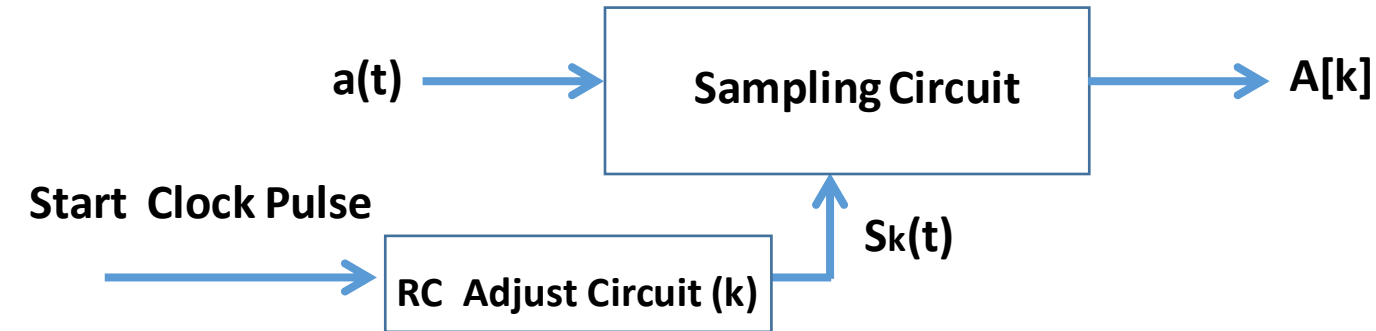 a(t)
Sampling Circuit
A[k]
Start Clock Pulse
Sk(t)
RC Adjust Circuit (k)